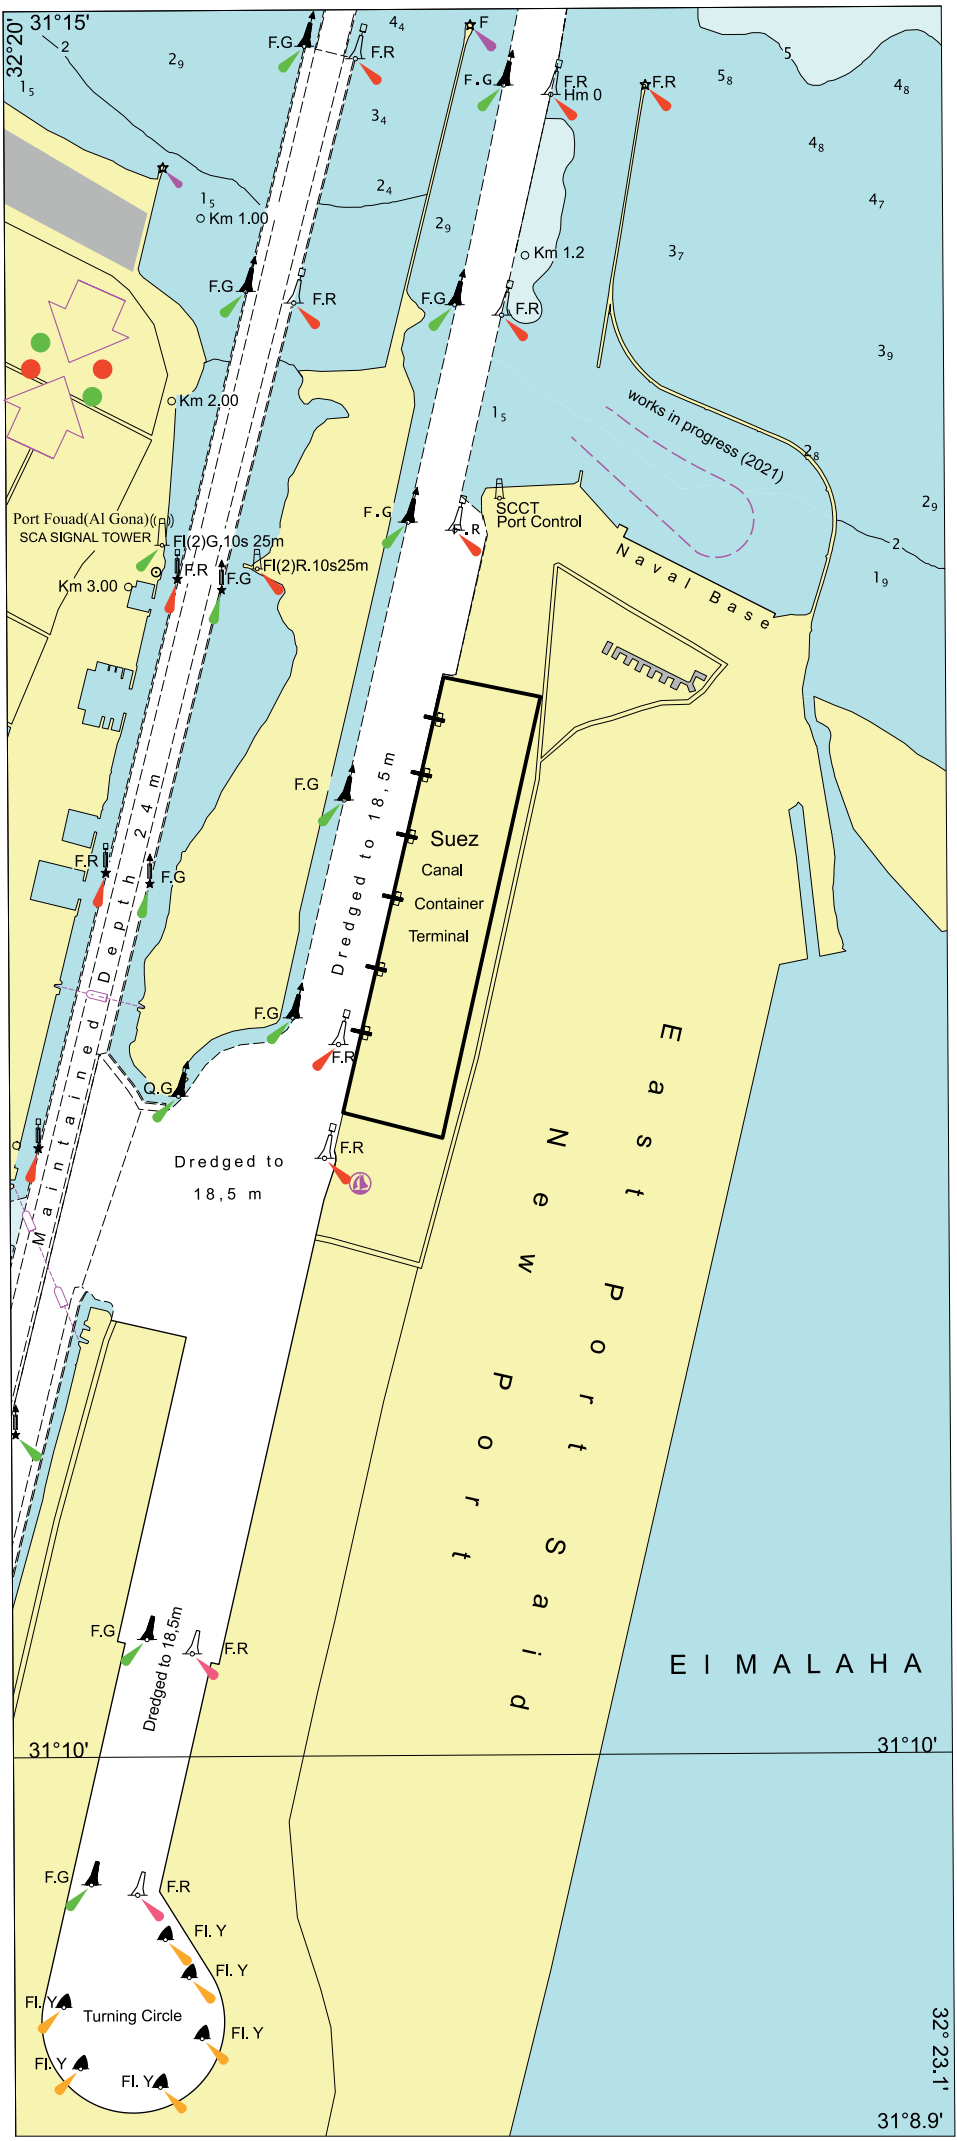 32°20'
31°15'
F.G
F.R
4₄
F
F.G
F.R
Hm 0
F.R
5₈
5
4₈
2
2₉
1₅
3₄
4₈
2₄
1₅
Km 1.00
2₉
4₇
3₇
Km 1.2
F.G
F.R
F.G
F.R
3₉
Km 2.00
1₅
works in progress (2021)
2₈
2₉
2
1₉
F.G
F.R
SCCT
Port Control
Port Fouad(Al Gona)
SCA SIGNAL TOWER
Fl(2)G.10s 25m
F.R
F.G
Fl(2)R.10s25m
Km 3.00
Naval Base
F.G
Dredged to 18,5m
Suez
Canal
Container
Terminal
F.R
F.G
Maintained Depth 24m
F.G
F.R
Q.G
F.R
Dredged to
18,5 m
East Port Said
New Port
F.G
F.R
Dredged to 18,5m
EI MALAHA
31°10'
31°10'
F.G
F.R
Fl. Y
Fl. Y
Fl. Y
Turning Circle
Fl. Y
Fl. Y
Fl. Y
32° 23.1'
31°8.9'